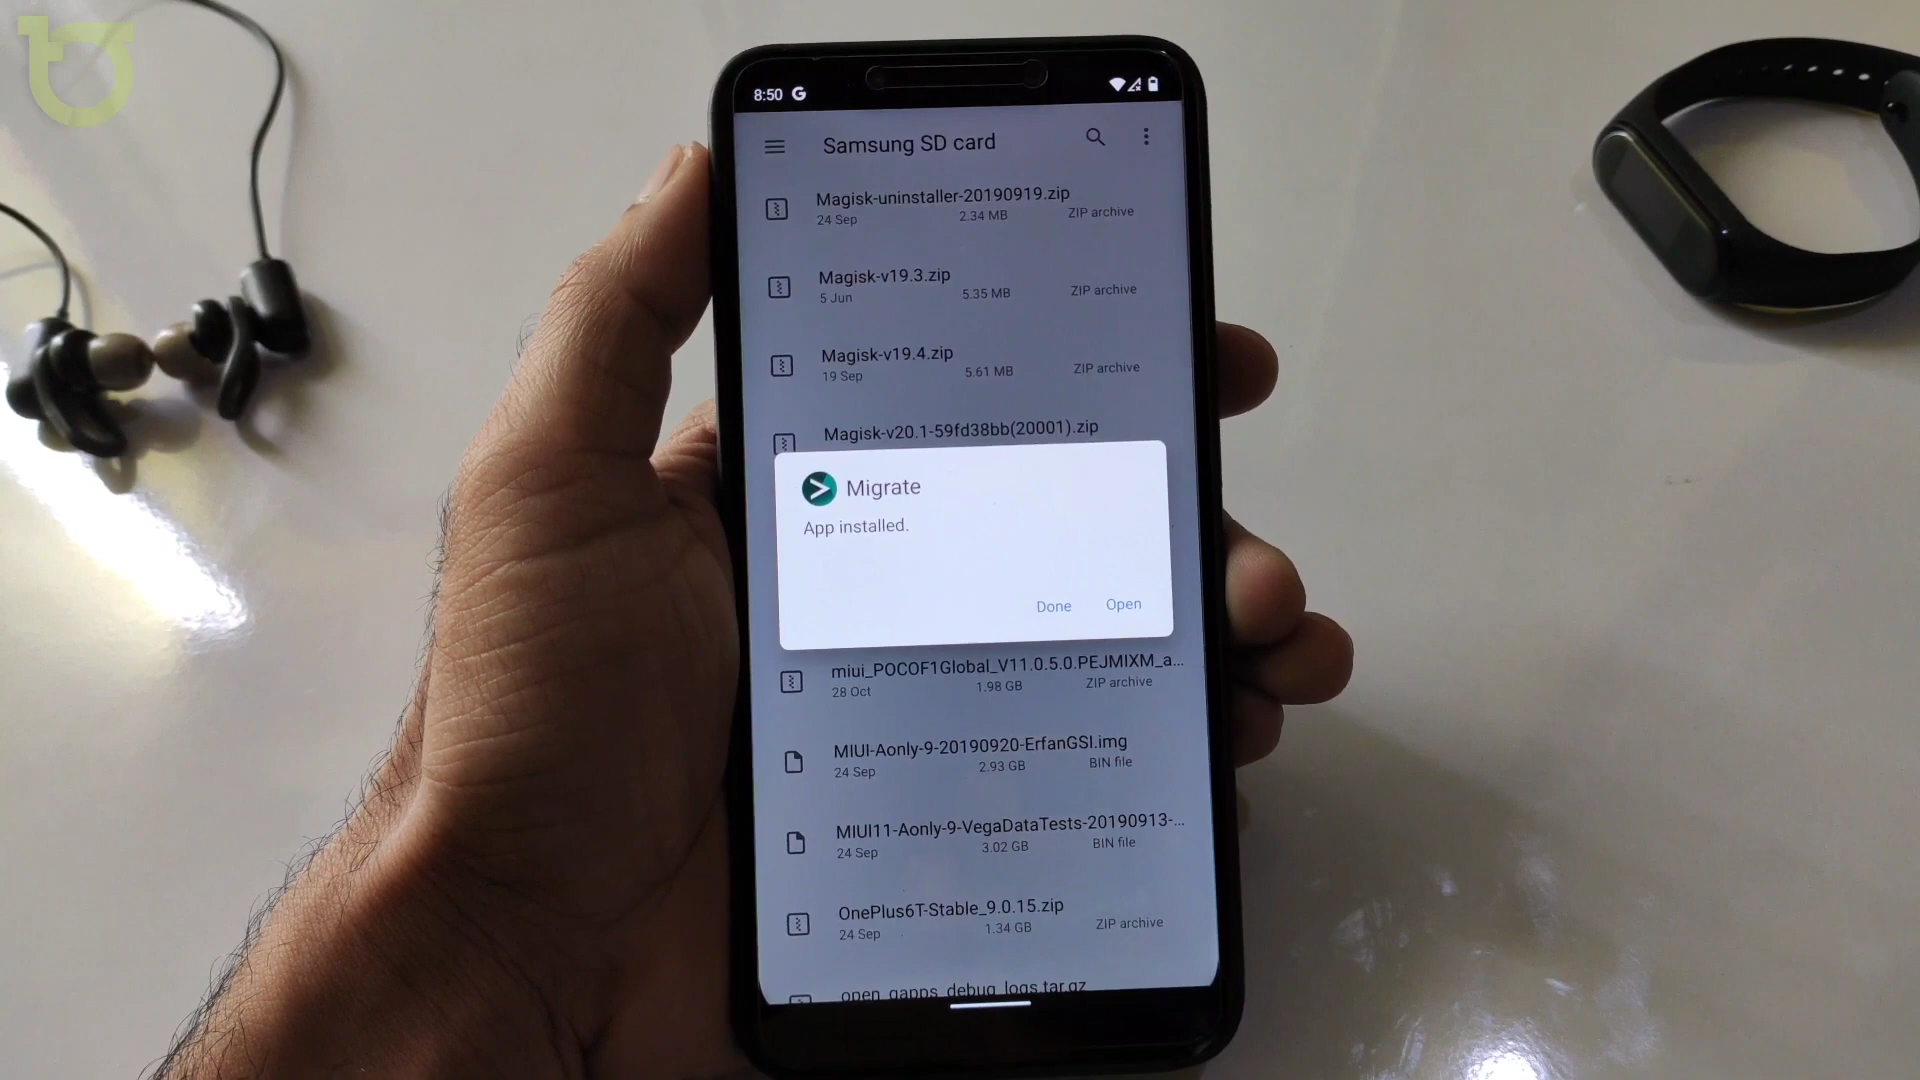 8:50 G
Samsung SD card
Magisk-uninstaller-20190919.zip
24 Sep 2.34 MB ZIP archive
Magisk-v19.3.zip
5 Jun 5.35 MB ZIP archive
Magisk-v19.4.zip
19 Sep 5.61 MB ZIP archive
Magisk-v20.1-59fd38bb(20001).zip
Migrate
App installed.
Done Open
miui_POCOF1Global_V11.0.5.0.PEJMIXM_a...
28 Oct 1.98 GB ZIP archive
MIUI-Aonly-9-20190920-ErfanGSI.img
24 Sep 2.93 GB BIN file
MIUI11-Aonly-9-VegaDataTests-20190913-...
24 Sep 3.02 GB BIN file
OnePlus6T-Stable_9.0.15.zip
24 Sep 1.34 GB ZIP archive
open_gapps_debug_logs.tar.gz